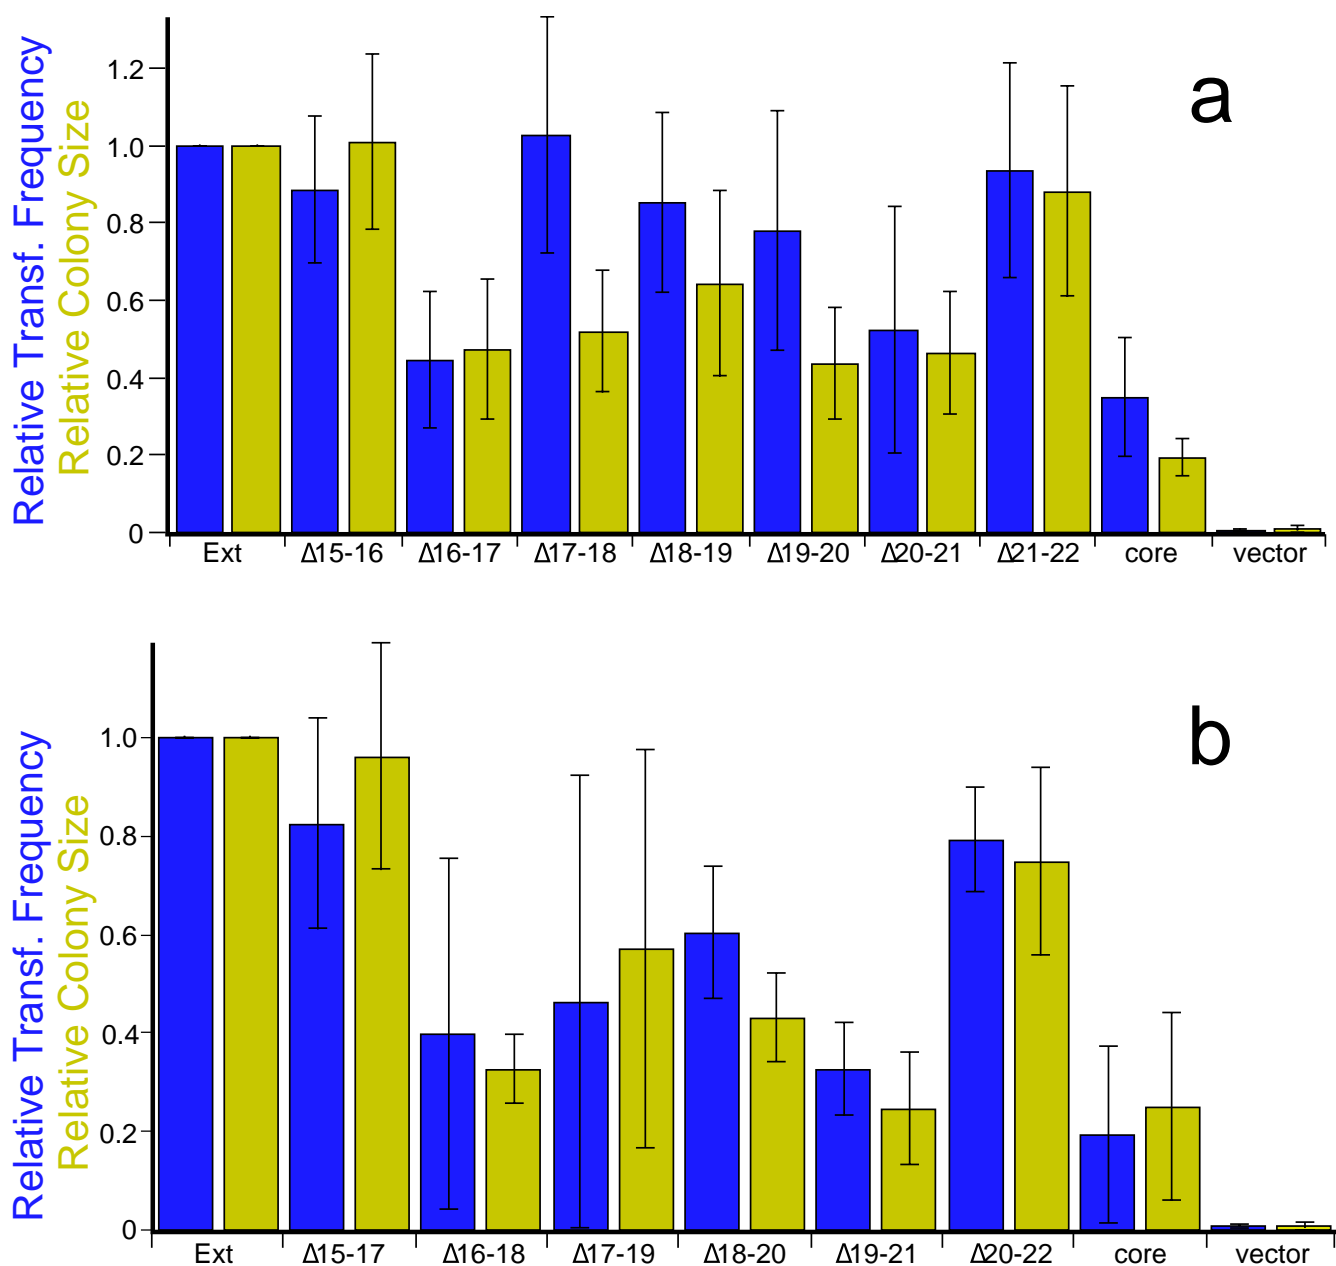 Relative Transf. Frequency
Relative Colony Size
a
1.2
1.0
0.8
0.6
0.4
0.2
0
Ext Δ15-16 Δ16-17 Δ17-18 Δ18-19 Δ19-20 Δ20-21 Δ21-22 core vector
Relative Transf. Frequency
Relative Colony Size
b
1.0
0.8
0.6
0.4
0.2
0
Ext Δ15-17 Δ16-18 Δ17-19 Δ18-20 Δ19-21 Δ20-22 core vector